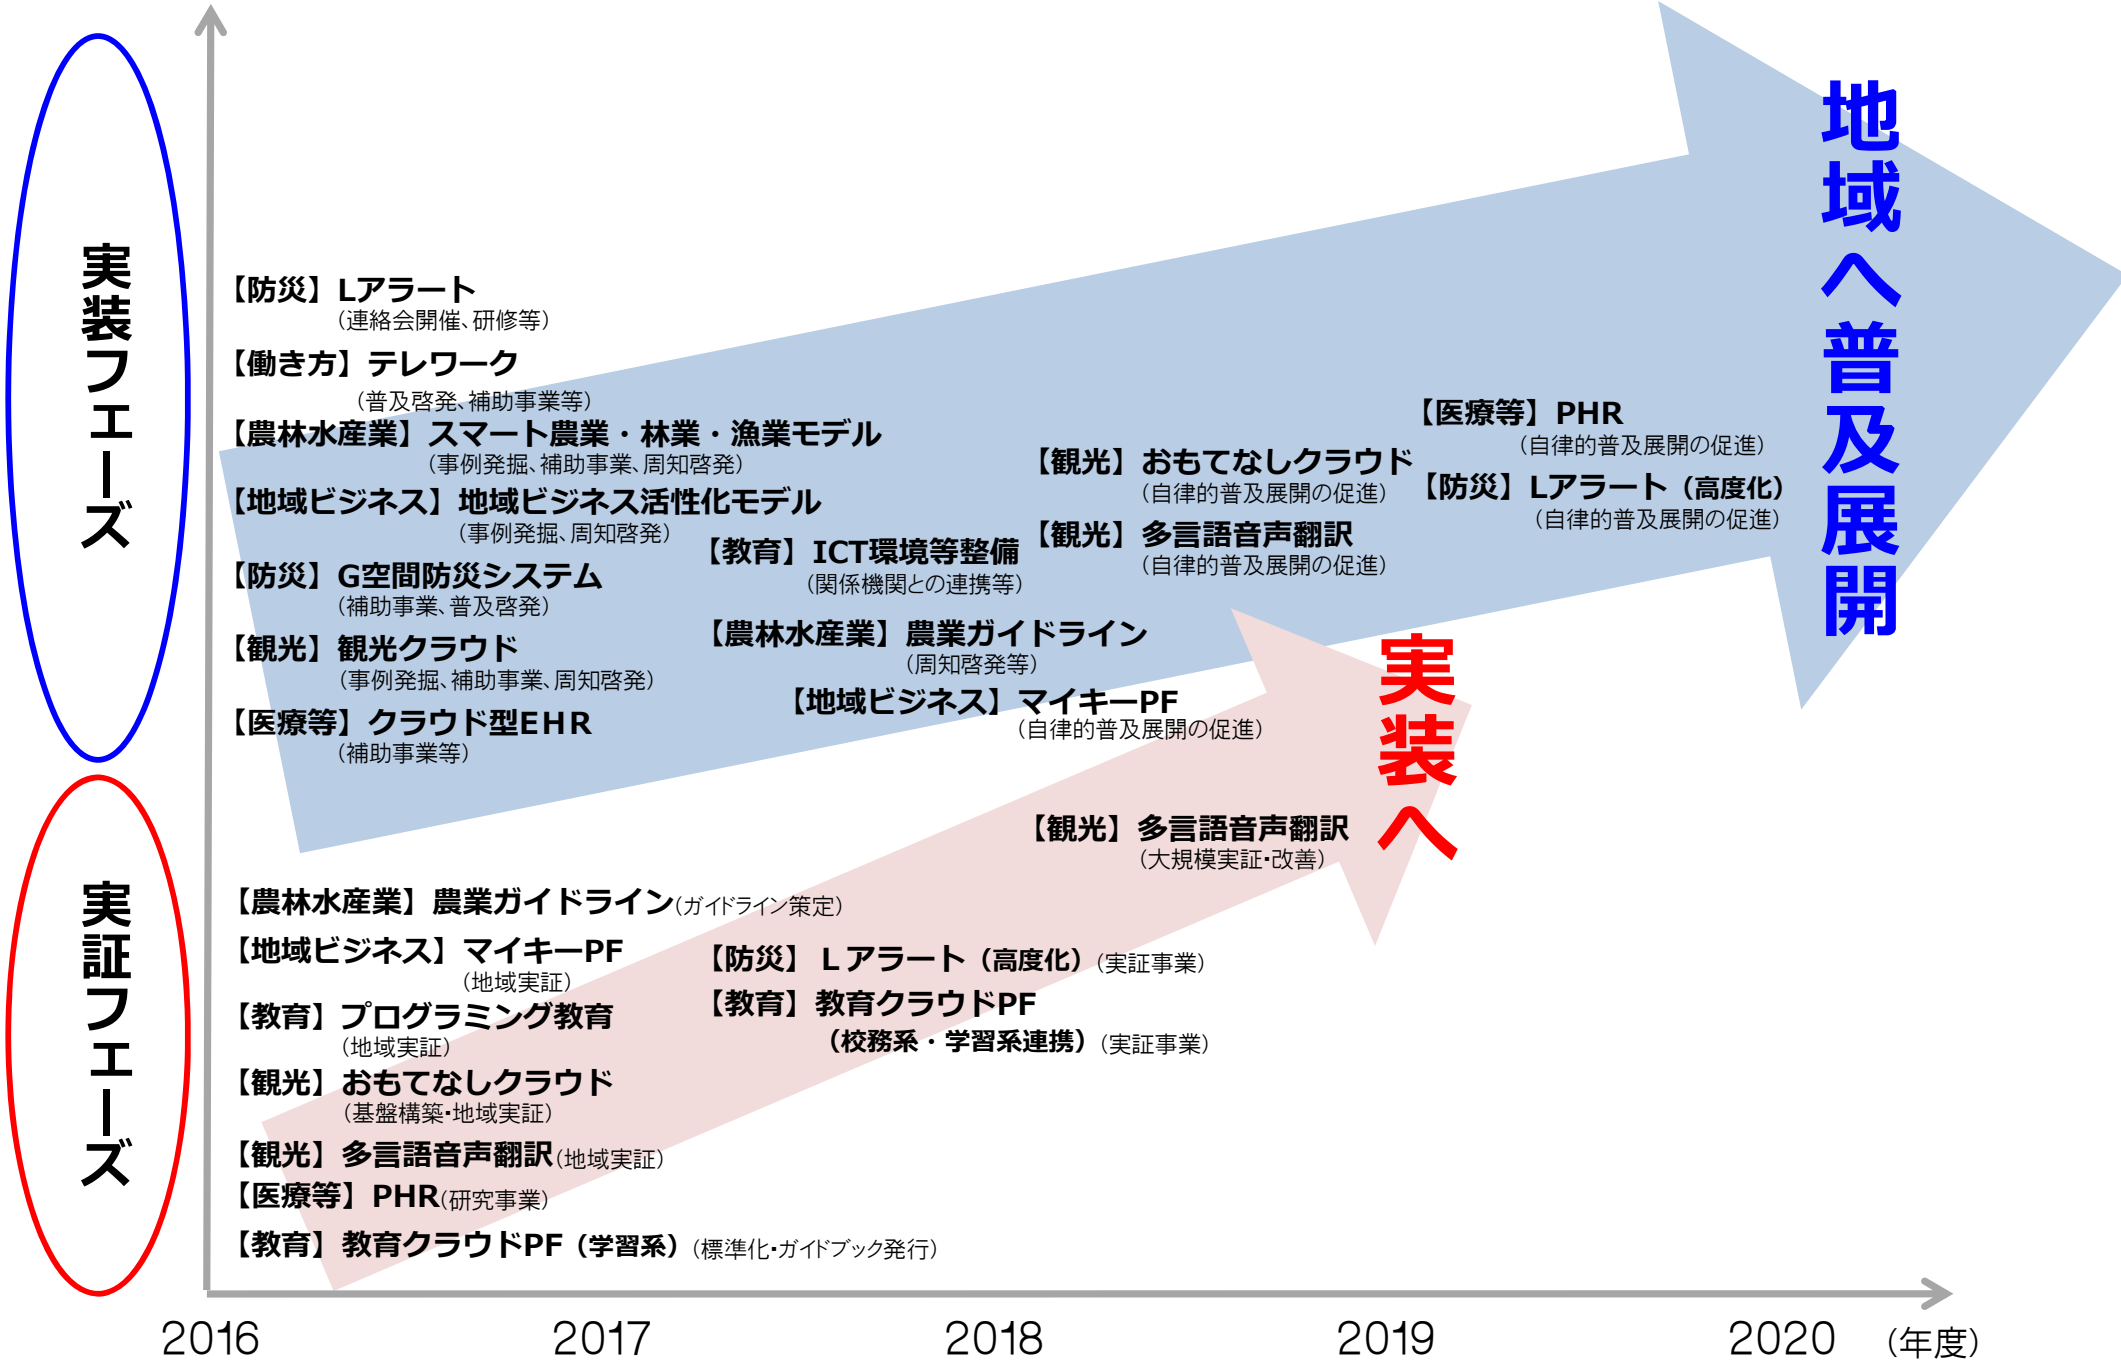 実装フェーズ
【防災】Lアラート
（連絡会開催、研修等）
【働き方】テレワーク
（普及啓発、補助事業等）
【農林水産業】スマート農業・林業・漁業モデル
（事例発掘、補助事業、周知啓発）
【地域ビジネス】地域ビジネス活性化モデル
（事例発掘、周知啓発）
【防災】G空間防災システム
（補助事業、普及啓発）
【観光】観光クラウド
（事例発掘、補助事業、周知啓発）
【医療等】クラウド型EHR
（補助事業等）
【教育】ICT環境等整備
（関係機関との連携等）
【農林水産業】農業ガイドライン
（周知啓発等）
【地域ビジネス】マイキーPF
（自律的普及展開の促進）
【観光】おもてなしクラウド
（自律的普及展開の促進）
【観光】多言語音声翻訳
（自律的普及展開の促進）
【医療等】PHR
（自律的普及展開の促進）
【防災】Lアラート（高度化）
（自律的普及展開の促進）
地域へ普及展開
実証フェーズ
【農林水産業】農業ガイドライン（ガイドライン策定）
【地域ビジネス】マイキーPF
（地域実証）
【教育】プログラミング教育
（地域実証）
【観光】おもてなしクラウド
（基盤構築・地域実証）
【観光】多言語音声翻訳（地域実証）
【医療等】PHR（研究事業）
【教育】教育クラウドPF（学習系）（標準化・ガイドブック発行）
【防災】Ｌアラート（高度化）（実証事業）
【教育】教育クラウドPF
（校務系・学習系連携）（実証事業）
【観光】多言語音声翻訳
（大規模実証・改善）
実装へ
2016 2017 2018 2019 2020 （年度）